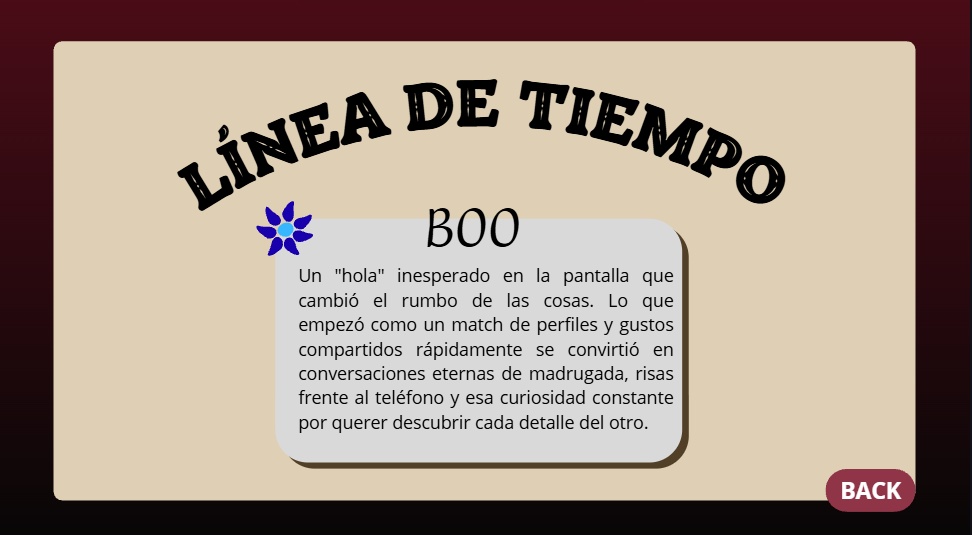 LÍNEA DE TIEMPO
BOO
Un "hola" inesperado en la pantalla que
cambió el rumbo de las cosas. Lo que
empezó como un match de perfiles y gustos
compartidos rápidamente se convirtió en
conversaciones eternas de madrugada, risas
frente al teléfono y esa curiosidad constante
por querer descubrir cada detalle del otro.
BACK